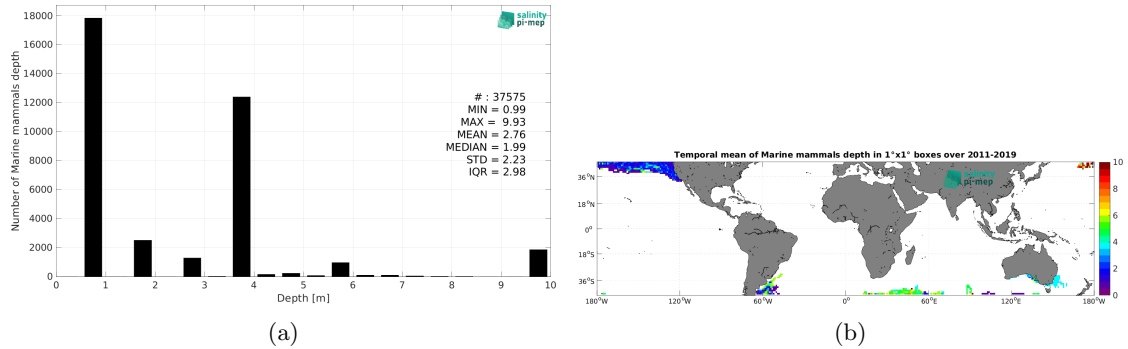 salinity
pi-mep
18000
16000
14000
12000
10000
8000
6000
4000
2000
0
Number of Marine mammals depth
# : 37575
MIN = 0.99
MAX = 9.93
MEAN = 2.76
MEDIAN = 1.99
STD = 2.23
IQR = 2.98
0 1 2 3 4 5 6 7 8 9 10
Depth [m]
(a)
Temporal mean of Marine mammals depth in 1°x1° boxes over 2011-2019
salinity
pi-mep
36°N
18°N
0°
18°S
36°S
180°W 120°W 60°W 0° 60°E 120°E 180°W
10
8
6
4
2
0
(b)